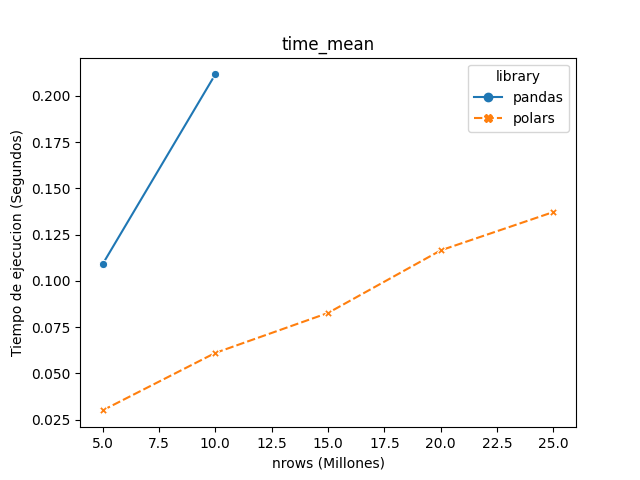 time_mean
library
pandas
polars
Tiempo de ejecucion (Segundos)
0.200
0.175
0.150
0.125
0.100
0.075
0.050
0.025
5.0 7.5 10.0 12.5 15.0 17.5 20.0 22.5 25.0
nrows (Millones)